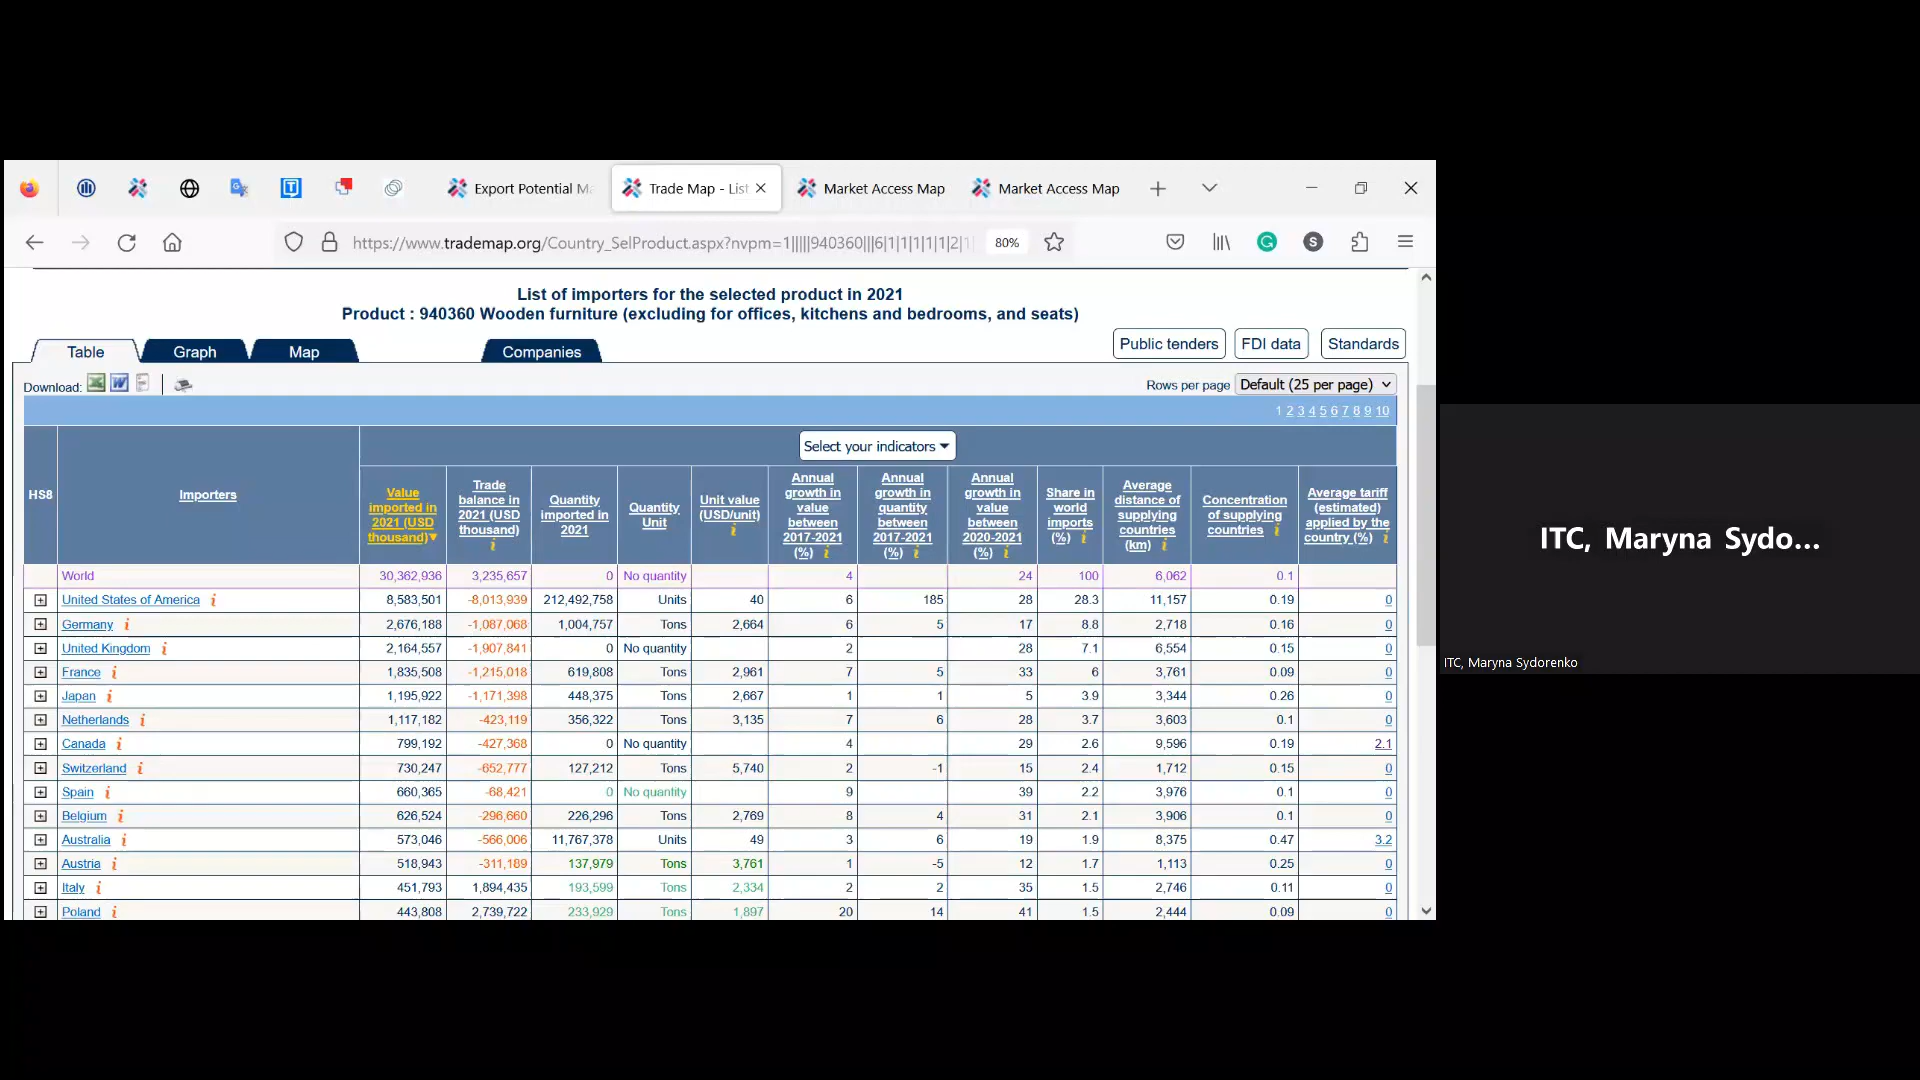 Export Potential Ma
Trade Map - List
Market Access Map
Market Access Map
https://www.trademap.org/Country_SelProduct.aspx?nvpm=1|||||940360|||6|1|1|1|1|1|2|1|
80%
List of importers for the selected product in 2021
Product : 940360 Wooden furniture (excluding for offices, kitchens and bedrooms, and seats)
Table Graph Map Companies
Public tenders FDI data Standards
Download:
Rows per page Default (25 per page)
1 2 3 4 5 6 7 8 9 10
Select your indicators
HS8 Importers
Value imported in 2021 (USD thousand)▼
Trade balance in 2021 (USD thousand) i
Quantity imported in 2021
Quantity Unit
Unit value (USD/unit) i
Annual growth in value between 2017-2021 (%) i
Annual growth in quantity between 2017-2021 (%) i
Annual growth in value between 2020-2021 (%) i
Share in world imports (%) i
Average distance of supplying countries (km) i
Concentration of supplying countries i
Average tariff (estimated) applied by the country (%) i
World 30,362,936 3,235,657 0 No quantity 4 24 100 6,062 0.1
United States of America i 8,583,501 -8,013,939 212,492,758 Units 40 6 185 28 28.3 11,157 0.19 0
Germany i 2,676,188 -1,087,068 1,004,757 Tons 2,664 6 5 17 8.8 2,718 0.16 0
United Kingdom i 2,164,557 -1,907,841 0 No quantity 2 28 7.1 6,554 0.15 0
France i 1,835,508 -1,215,018 619,808 Tons 2,961 7 5 33 6 3,761 0.09 0
Japan i 1,195,922 -1,171,398 448,375 Tons 2,667 1 1 5 3.9 3,344 0.26 0
Netherlands i 1,117,182 -423,119 356,322 Tons 3,135 7 6 28 3.7 3,603 0.1 0
Canada i 799,192 -427,368 0 No quantity 4 29 2.6 9,596 0.19 2.1
Switzerland i 730,247 -652,777 127,212 Tons 5,740 2 -1 15 2.4 1,712 0.15 0
Spain i 660,365 -68,421 0 No quantity 9 39 2.2 3,976 0.1 0
Belgium i 626,524 -296,660 226,296 Tons 2,769 8 4 31 2.1 3,906 0.1 0
Australia i 573,046 -566,006 11,767,378 Units 49 3 6 19 1.9 8,375 0.47 3.2
Austria i 518,943 -311,189 137,979 Tons 3,761 1 -5 12 1.7 1,113 0.25 0
Italy i 451,793 1,894,435 193,599 Tons 2,334 2 2 35 1.5 2,746 0.11 0
Poland i 443,808 2,739,722 233,929 Tons 1,897 20 14 41 1.5 2,444 0.09 0
ITC, Maryna Sydo...
ITC, Maryna Sydorenko